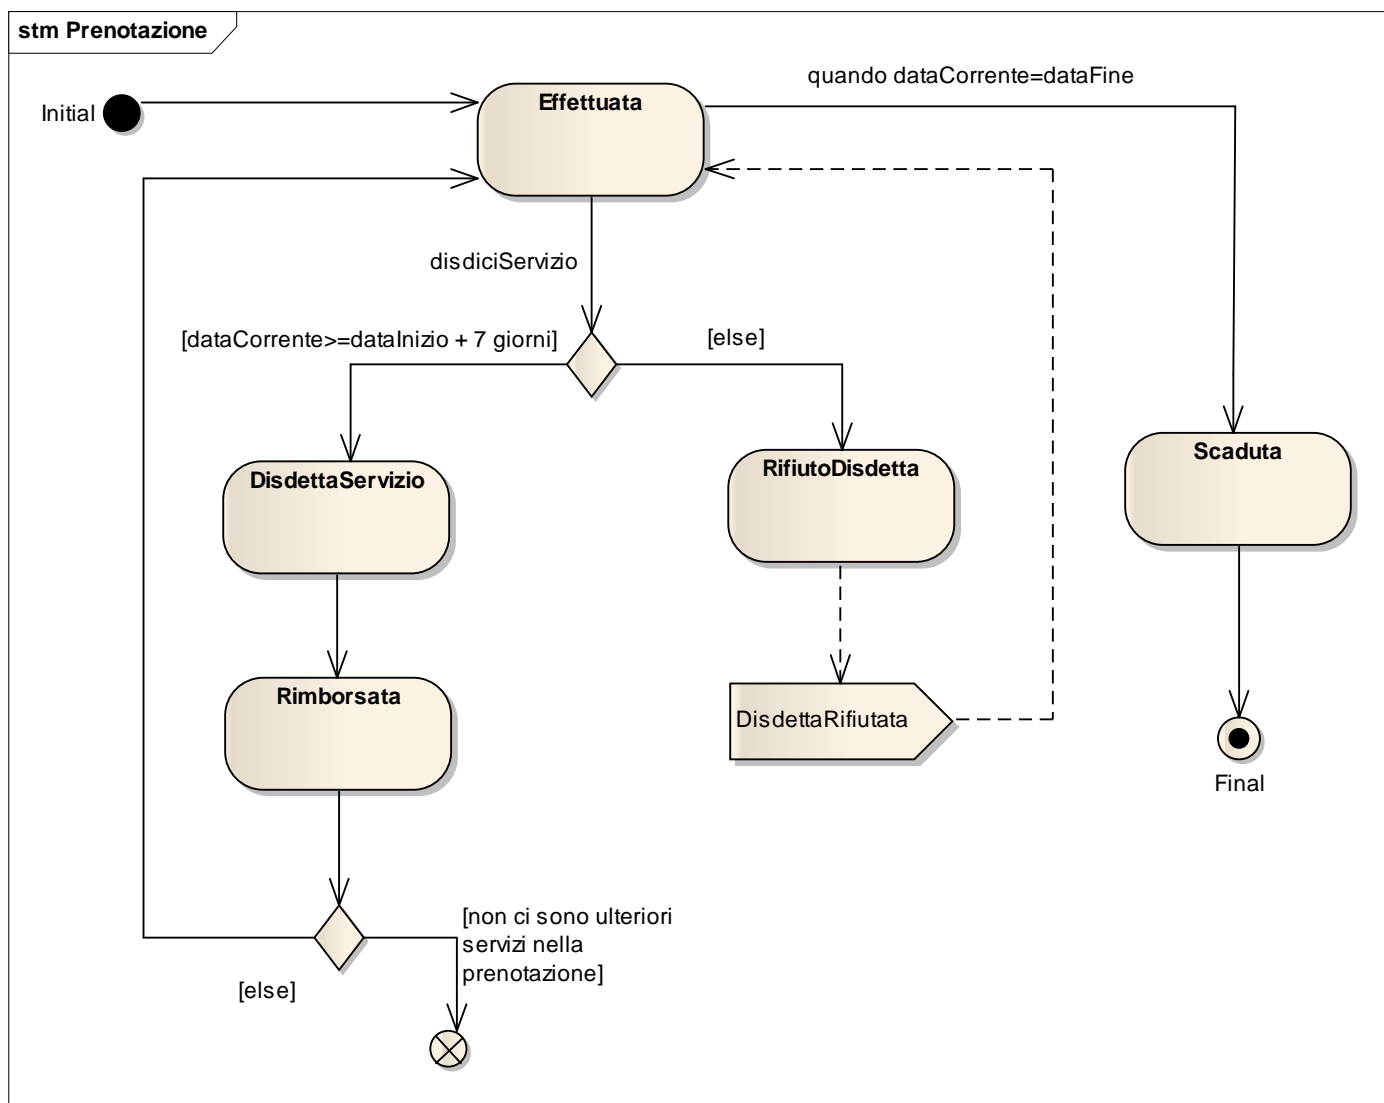 stm Prenotazione
quando dataCorrente=dataFine
Initial
Effettuata
disdiciServizio
[dataCorrente>=dataInizio + 7 giorni]
[else]
DisdettaServizio
RifiutoDisdetta
Scaduta
Rimborsata
DisdettaRifiutata
Final
[non ci sono ulteriori
servizi nella
prenotazione]
[else]